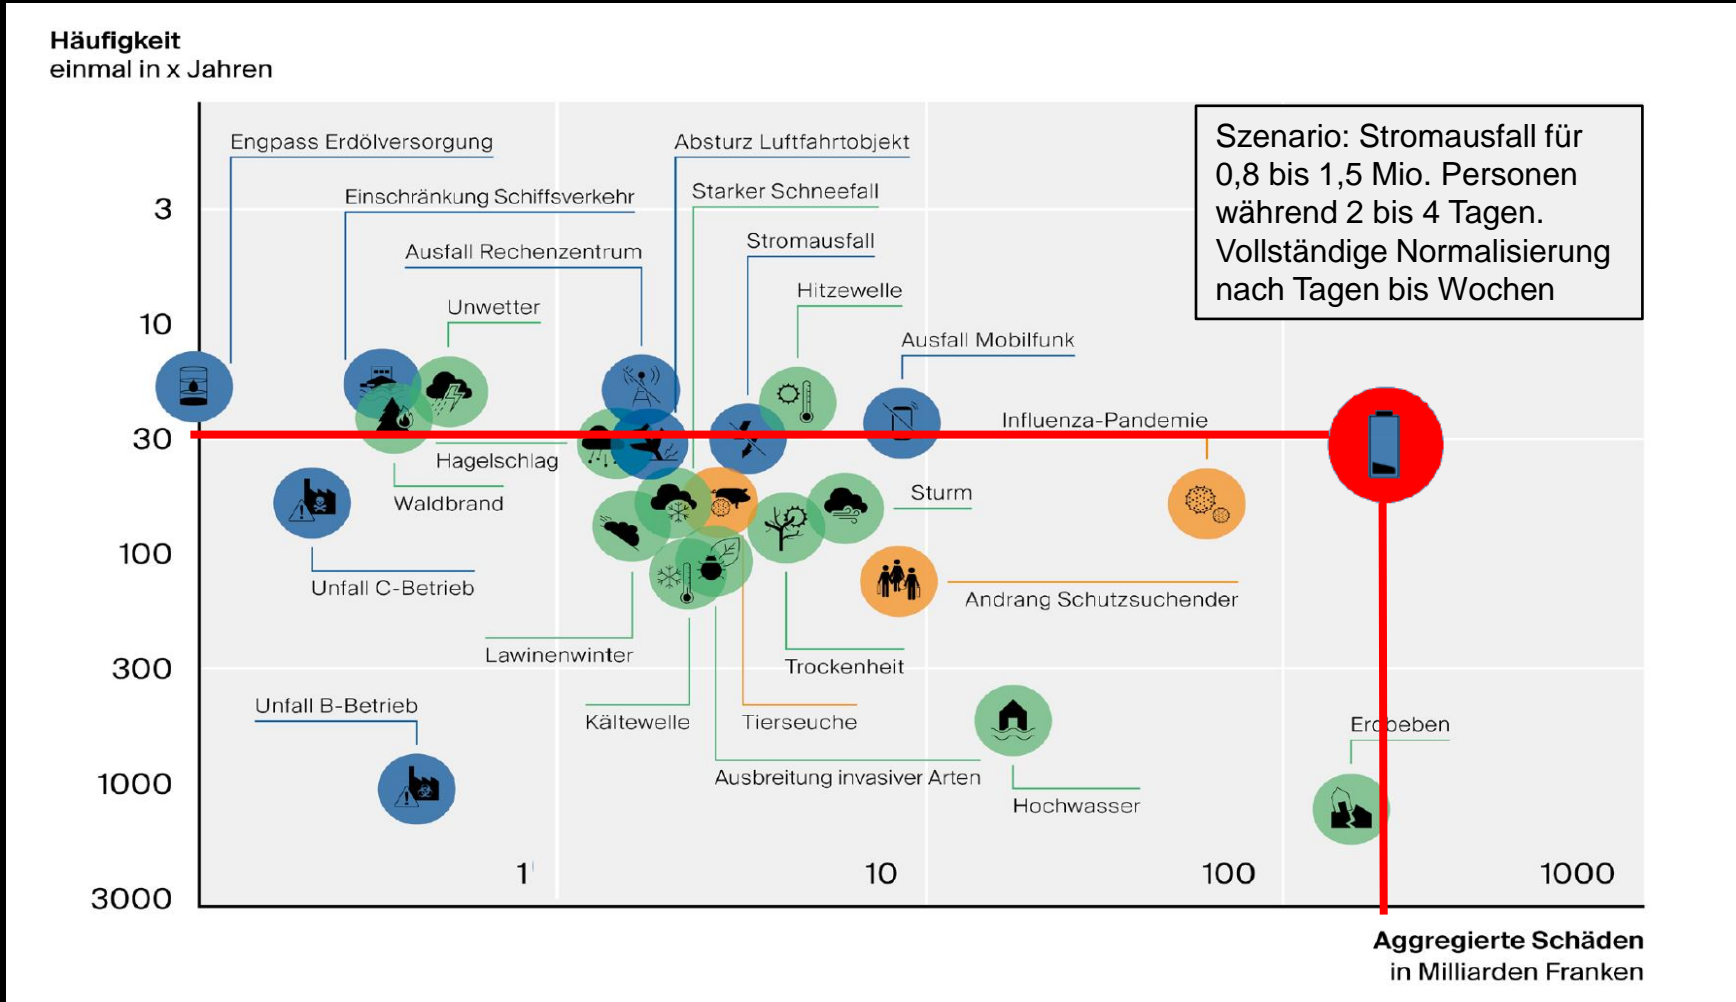 Häufigkeit
einmal in x Jahren
Engpass Erdölversorgung
Absturz Luftfahrtobjekt
Szenario: Stromausfall für
0,8 bis 1,5 Mio. Personen
während 2 bis 4 Tagen.
Vollständige Normalisierung
nach Tagen bis Wochen
Einschränkung Schiffsverkehr
Starker Schneefall
3
Ausfall Rechenzentrum
Stromausfall
Unwetter
Hitzewelle
10
Ausfall Mobilfunk
Influenza-Pandemie
30
Hagelschlag
Waldbrand
Sturm
100
Unfall C-Betrieb
Andrang Schutzsuchender
Lawinenwinter
Trockenheit
300
Unfall B-Betrieb
Kältewelle
Tierseuche
Erdbeben
Ausbreitung invasiver Arten
1000
Hochwasser
1
10
100
1000
3000
Aggregierte Schäden
in Milliarden Franken